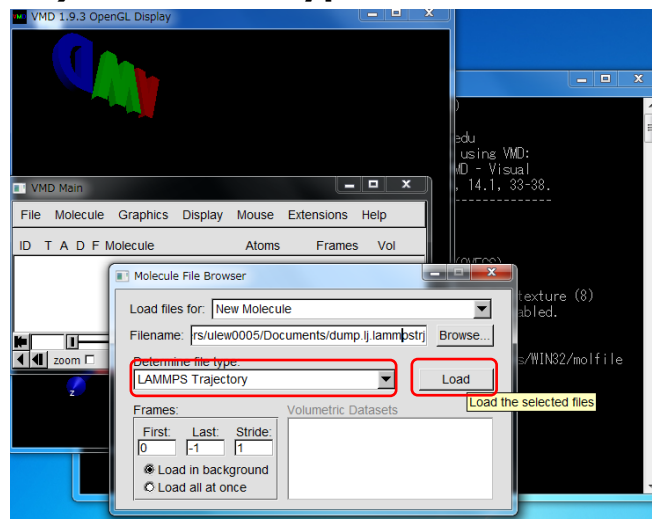 VMD 1.9.3 OpenGL Display
edu
using VMD:
VMD - Visual
, 14.1, 33-38.
VMD Main
File Molecule Graphics Display Mouse Extensions Help
ID T A D F Molecule Atoms Frames Vol
zoom
z
texture (8)
abled.
s/WIN32/molfile
Molecule File Browser
Load files for: New Molecule
Filename: rs/ulew0005/Documents/dump.lj.lammpstrj Browse...
Determine file type:
LAMMPS Trajectory Load
Load the selected files
Frames: Volumetric Datasets
First: Last: Stride:
0 -1 1
Load in background
Load all at once